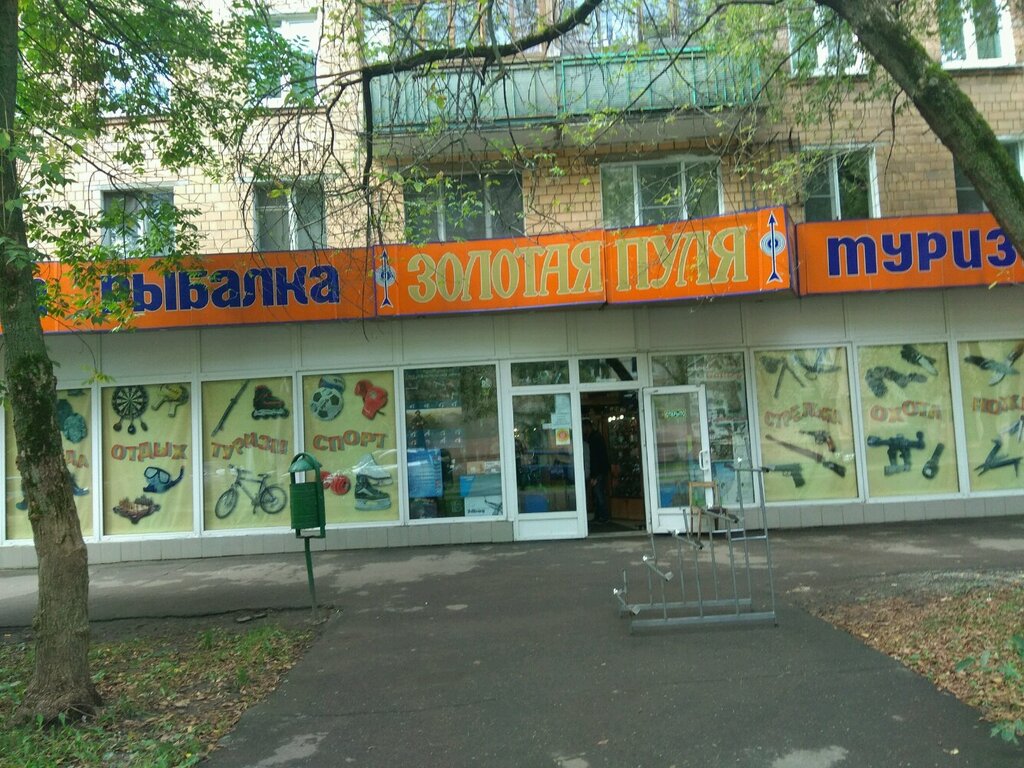 рыбалка
ЗОЛОТАЯ ПУЛЯ
туриз
ОТДЫХ
ТУРИЗМ
СПОРТ
СТРЕЛЬБА
ОХОТА